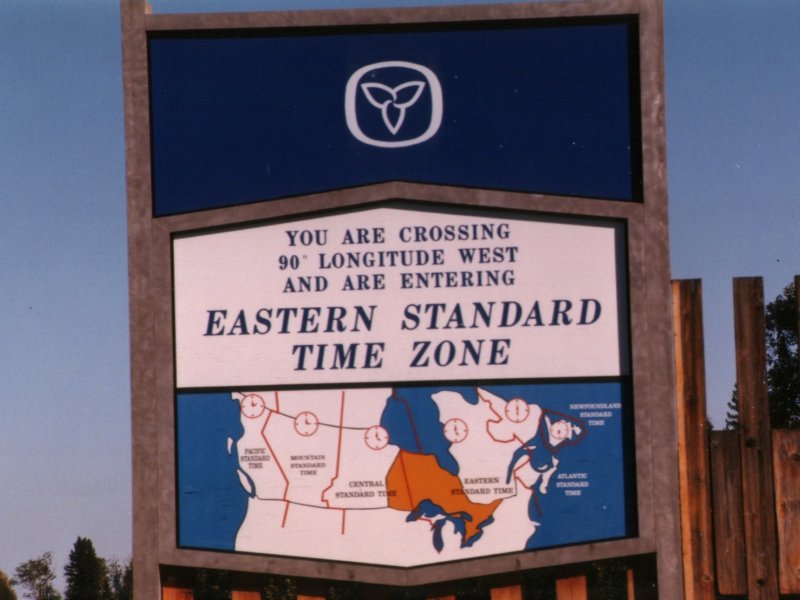 YOU ARE CROSSING
90° LONGITUDE WEST
AND ARE ENTERING
EASTERN STANDARD
TIME ZONE
NEWFOUNDLAND
STANDARD
TIME
PACIFIC
STANDARD
TIME
MOUNTAIN
STANDARD
TIME
CENTRAL
STANDARD TIME
EASTERN
STANDARD TIME
ATLANTIC
STANDARD
TIME